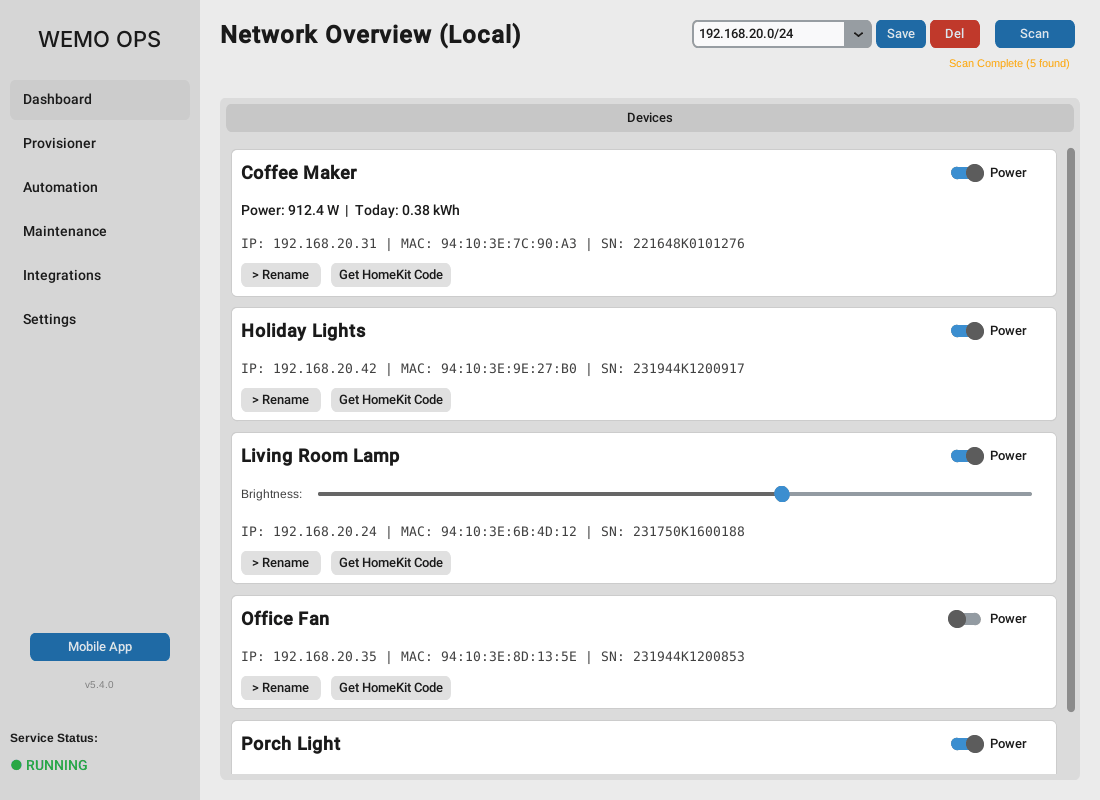 WEMO OPS
Dashboard
Provisioner
Automation
Maintenance
Integrations
Settings
Mobile App
v5.4.0
Service Status:
RUNNING
Network Overview (Local)
192.168.20.0/24
Save
Del
Scan
Scan Complete (5 found)
Devices
Coffee Maker
Power
Power: 912.4 W | Today: 0.38 kWh
IP: 192.168.20.31 | MAC: 94:10:3E:7C:90:A3 | SN: 221648K0101276
> Rename
Get HomeKit Code
Holiday Lights
Power
IP: 192.168.20.42 | MAC: 94:10:3E:9E:27:B0 | SN: 231944K1200917
> Rename
Get HomeKit Code
Living Room Lamp
Power
Brightness:
IP: 192.168.20.24 | MAC: 94:10:3E:6B:4D:12 | SN: 231750K1600188
> Rename
Get HomeKit Code
Office Fan
Power
IP: 192.168.20.35 | MAC: 94:10:3E:8D:13:5E | SN: 231944K1200853
> Rename
Get HomeKit Code
Porch Light
Power